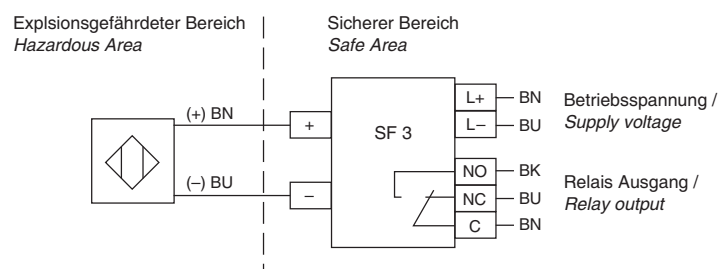 Explsionsgefährdeter Bereich
Hazardous Area
Sicherer Bereich
Safe Area
(+) BN
(–) BU
+
–
SF 3
L+
BN
L–
BU
Betriebsspannung /
Supply voltage
NO
BK
NC
BU
C
BN
Relais Ausgang /
Relay output